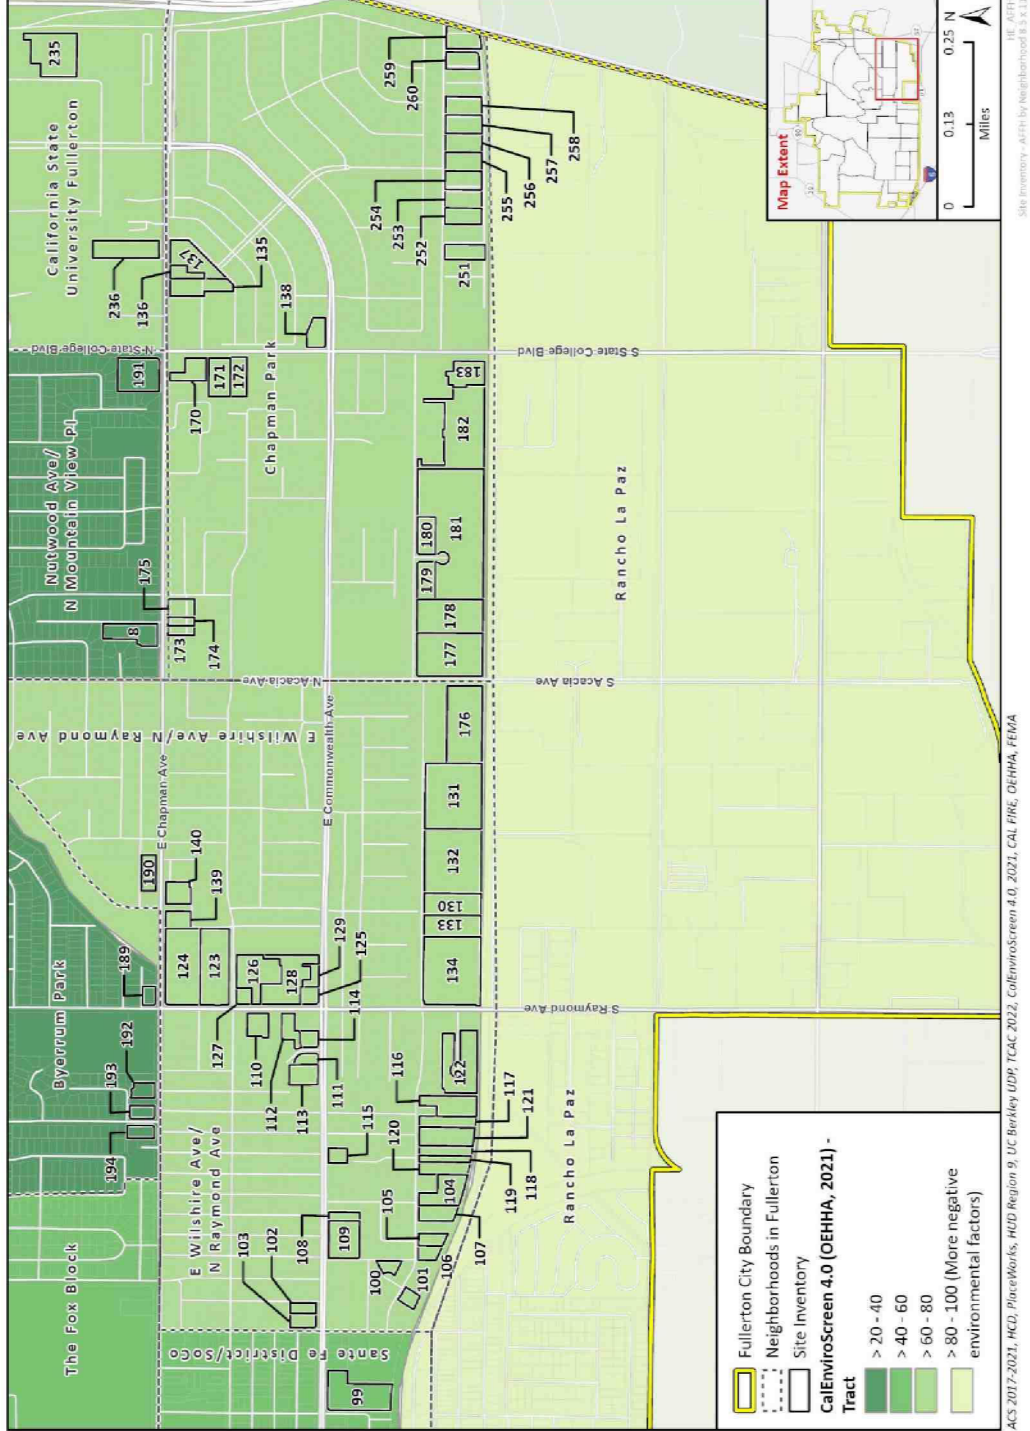 235
California State
University Fullerton
236
136
137
135
138
259
260
254
253
252
251
255
256
257
258
Map Extent
N
0
0.13
0.25
Miles
Nutwood Ave/
N Mountain View Pl
191
N State College Blvd
S State College Blvd
170
171
172
Chapman Park
183
182
181
180
179
178
177
175
8
173
174
N Acacia Ave
S Acacia Ave
Rancho La Paz
E Wilshire Ave/N Raymond Ave
E Chapman Ave
E Commonwealth Ave
176
131
132
130
133
134
190
140
139
124
123
126
128
129
125
127
Byerrum Park
189
192
193
194
S Raymond Ave
114
110
112
113
111
116
122
115
117
121
120
118
119
104
105
107
106
E Wilshire Ave/
N Raymond Ave
103
102
108
109
100
101
Rancho La Paz
The Fox Block
Sante Fe District/SoCo
99
Fullerton City Boundary
Neighborhoods in Fullerton
Site Inventory
CalEnviroScreen 4.0 (OEHHA, 2021) -
Tract
> 20 - 40
> 40 - 60
> 60 - 80
> 80 - 100 (More negative
environmental factors)
ACS 2017-2021, HCD, PlaceWorks, HUD Region 9, UC Berkley UDP, TCAC 2022, CalEnviroScreen 4.0, 2021, CAL FIRE, OEHHA, FEMA
Site Inventory - AFFH by Neighborhood 8.5 x 11